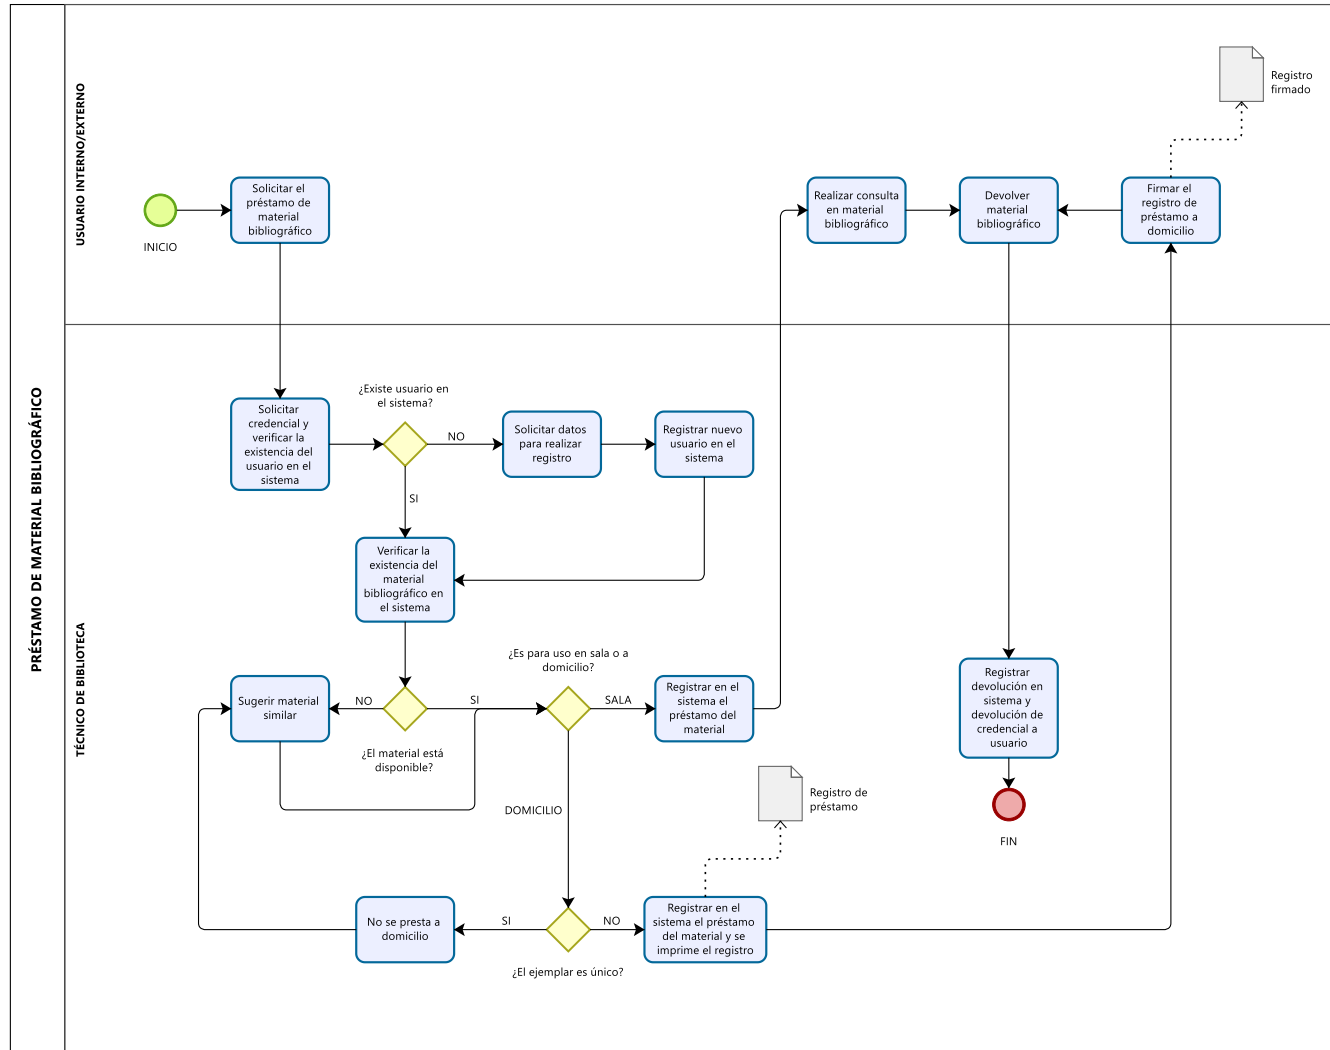 PRÉSTAMO DE MATERIAL BIBLIOGRÁFICO
USUARIO INTERNO/EXTERNO
INICIO
Solicitar el
préstamo de
material
bibliográfico
Realizar consulta
en material
bibliográfico
Devolver
material
bibliográfico
Firmar el
registro de
préstamo a
domicilio
Registro
firmado
TÉCNICO DE BIBLIOTECA
Solicitar
credencial y
verificar la
existencia del
usuario en el
sistema
¿Existe usuario en
el sistema?
NO
SI
Solicitar datos
para realizar
registro
Registrar nuevo
usuario en el
sistema
Verificar la
existencia del
material
bibliográfico en
el sistema
Sugerir material
similar
NO
SI
¿El material está
disponible?
¿Es para uso en sala o a
domicilio?
SALA
DOMICILIO
Registrar en el
sistema el
préstamo del
material
Registrar
devolución en
sistema y
devolución de
credencial a
usuario
FIN
Registro de
préstamo
No se presta a
domicilio
SI
NO
¿El ejemplar es único?
Registrar en el
sistema el préstamo
del material y se
imprime el registro